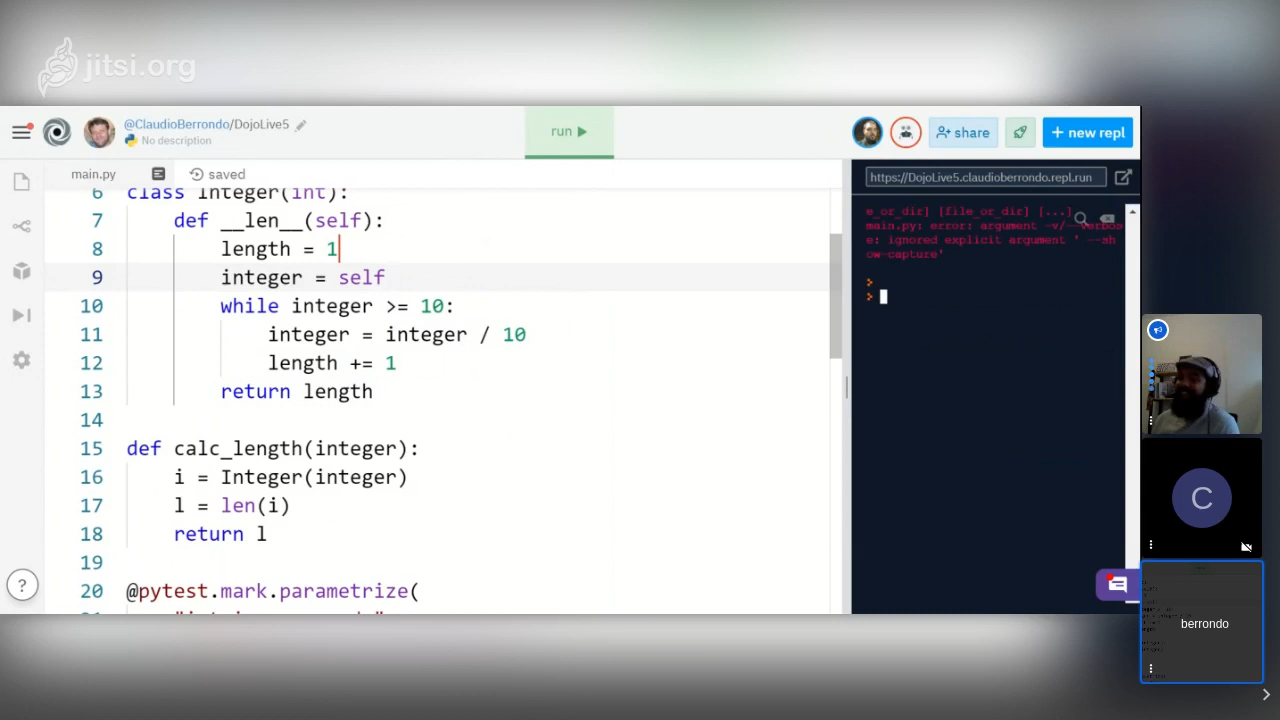 jitsi.org
@ClaudioBerrondo/DojoLive5
No description
run
share
+ new repl
main.py
saved
https://DojoLive5.claudioberrondo.repl.run
6 class Integer(int):
7 def __len__(self):
8 length = 1
9 integer = self
10 while integer >= 10:
11 integer = integer / 10
12 length += 1
13 return length
14
15 def calc_length(integer):
16 i = Integer(integer)
17 l = len(i)
18 return l
19
20 @pytest.mark.parametrize(
e_or_dir] [file_or_dir] [...]
main.py: error: argument -v/--verbos
e: ignored explicit argument ' --sh
ow-capture'
>
>
?
C
berrondo